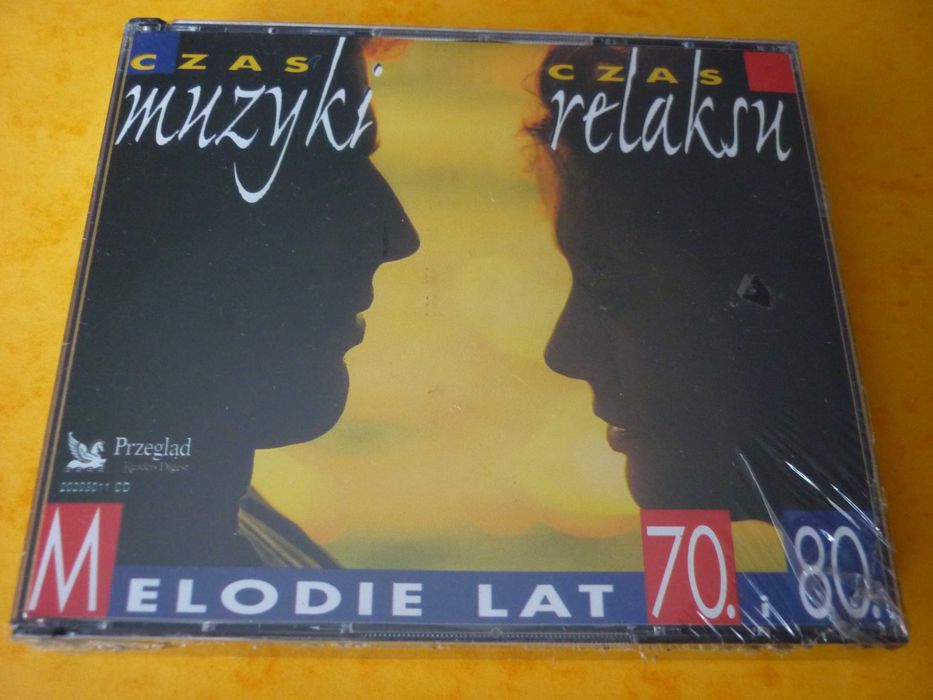 CZAS
muzyki
CZAS
relaksu
Przegląd
Reader's Digest
MELODIE LAT 70. i 80.